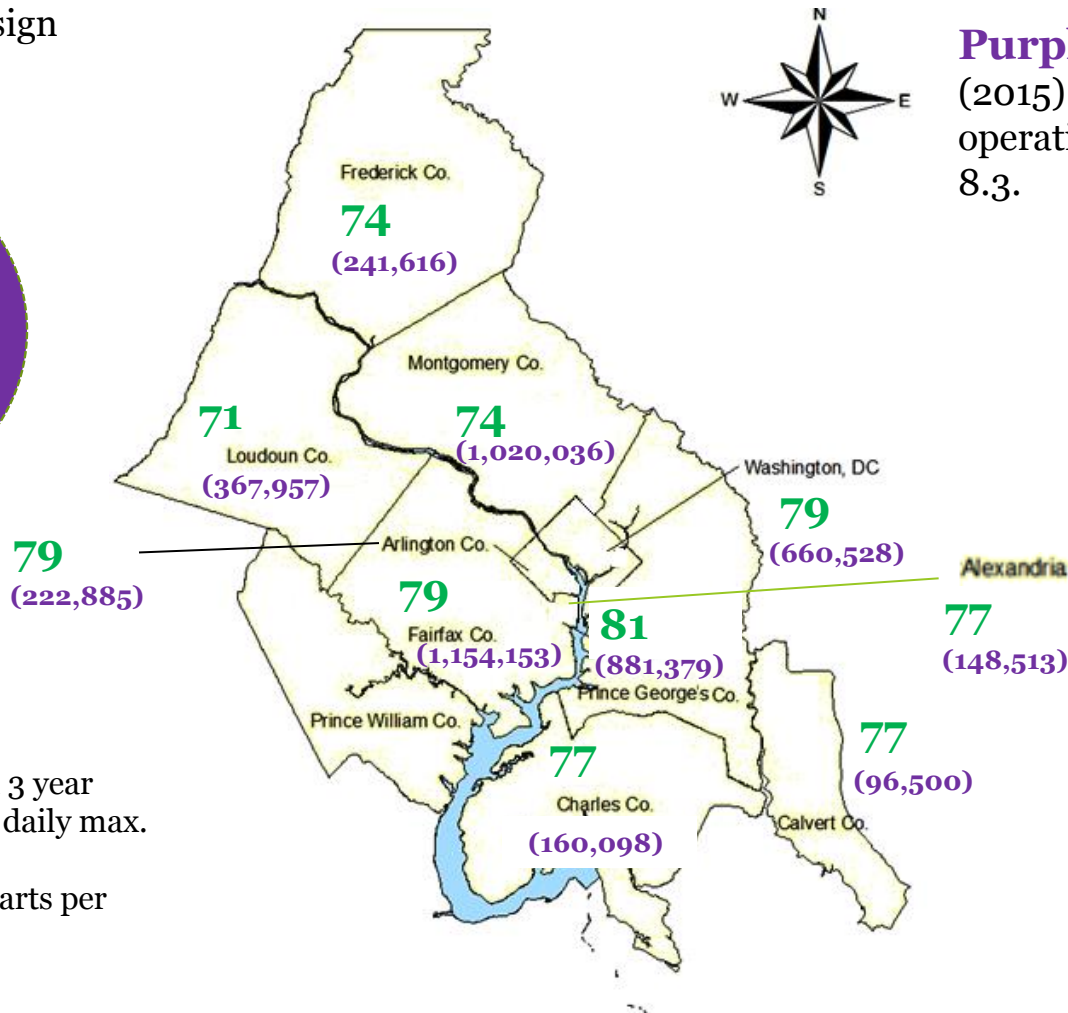 sign
N
W
E
S
Purpl
(2015)
operati
8.3.
Frederick Co.
74
(241,616)
Montgomery Co.
74
(1,020,036)
71
Loudoun Co.
(367,957)
Washington, DC
79
(660,528)
79
(222,885)
Arlington Co.
79
Fairfax Co.
(1,154,153)
Alexandria
77
(148,513)
81
(881,379)
Prince George's Co.
Prince William Co.
77
Charles Co.
(160,098)
77
(96,500)
Calvert Co.
3 year
daily max.
arts per